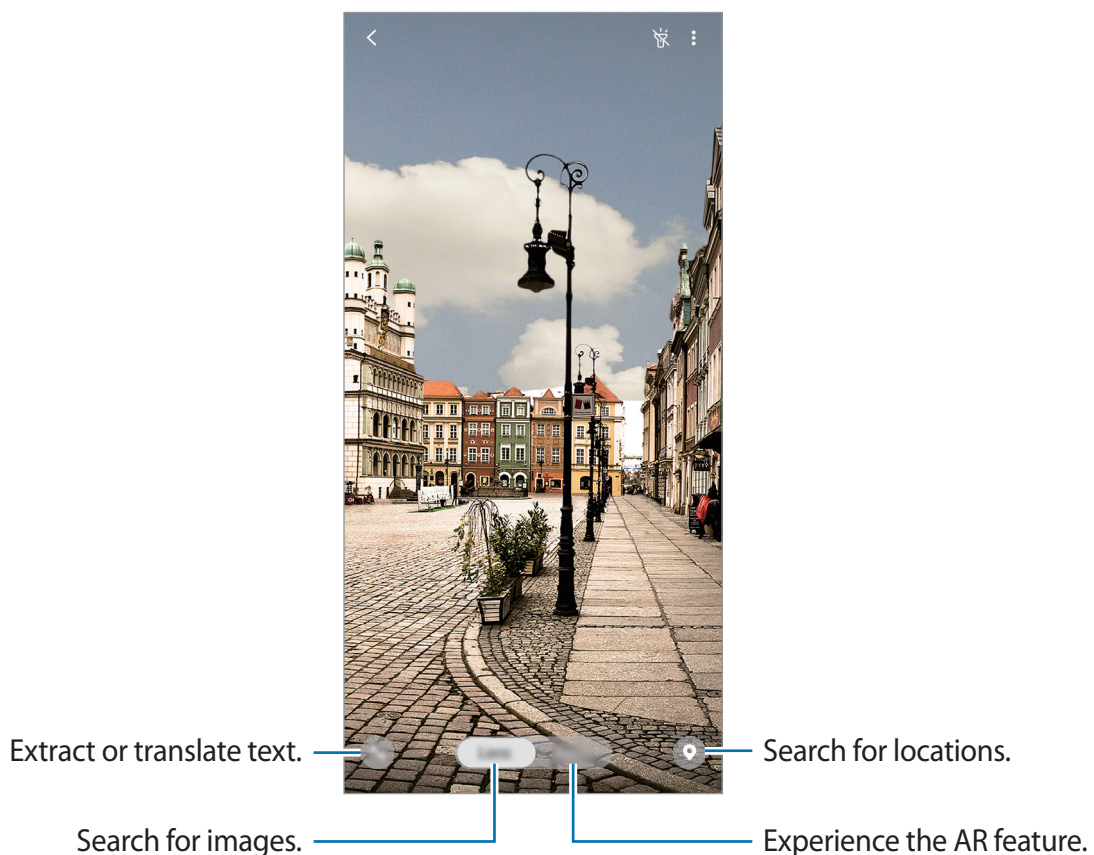 Extract or translate text.
Search for locations.
Search for images.
Experience the AR feature.